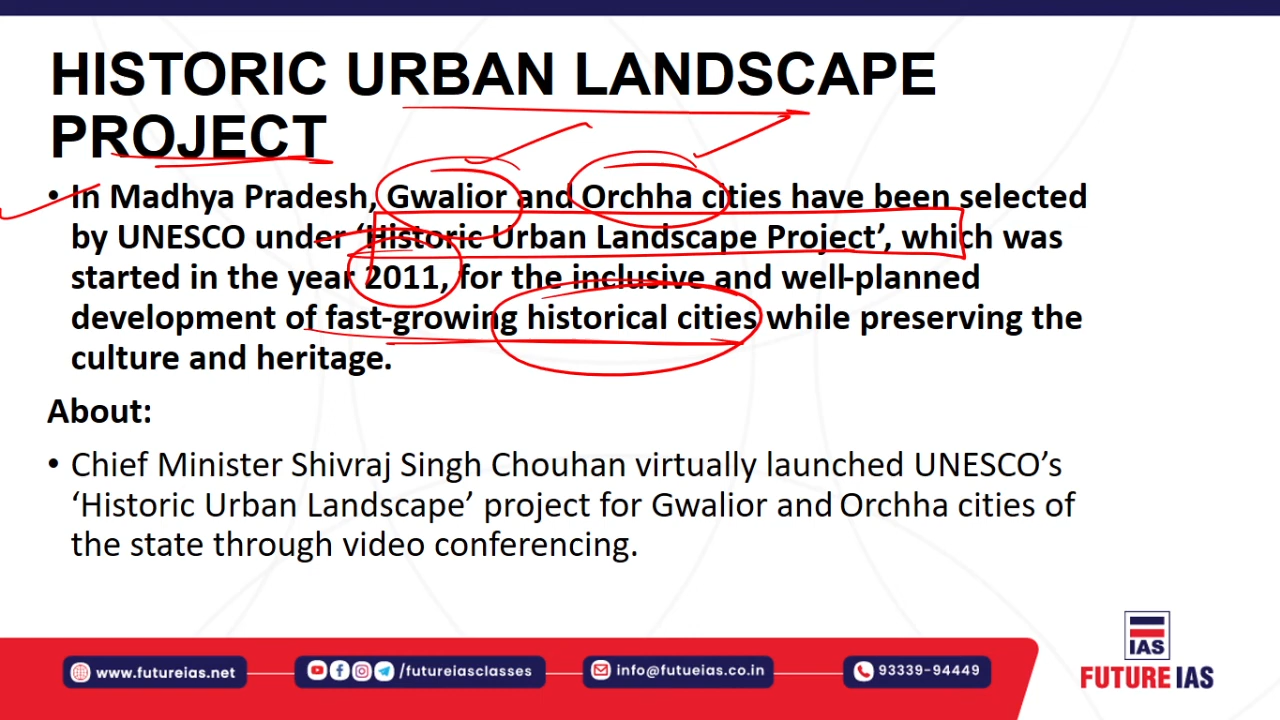 HISTORIC URBAN LANDSCAPE
PROJECT
• In Madhya Pradesh, Gwalior and Orchha cities have been selected
by UNESCO under ‘Historic Urban Landscape Project’, which was
started in the year 2011, for the inclusive and well-planned
development of fast-growing historical cities while preserving the
culture and heritage.
About:
• Chief Minister Shivraj Singh Chouhan virtually launched UNESCO’s
‘Historic Urban Landscape’ project for Gwalior and Orchha cities of
the state through video conferencing.
IAS
FUTURE IAS
www.futureias.net
/futureiasclasses
info@futueias.co.in
93339-94449